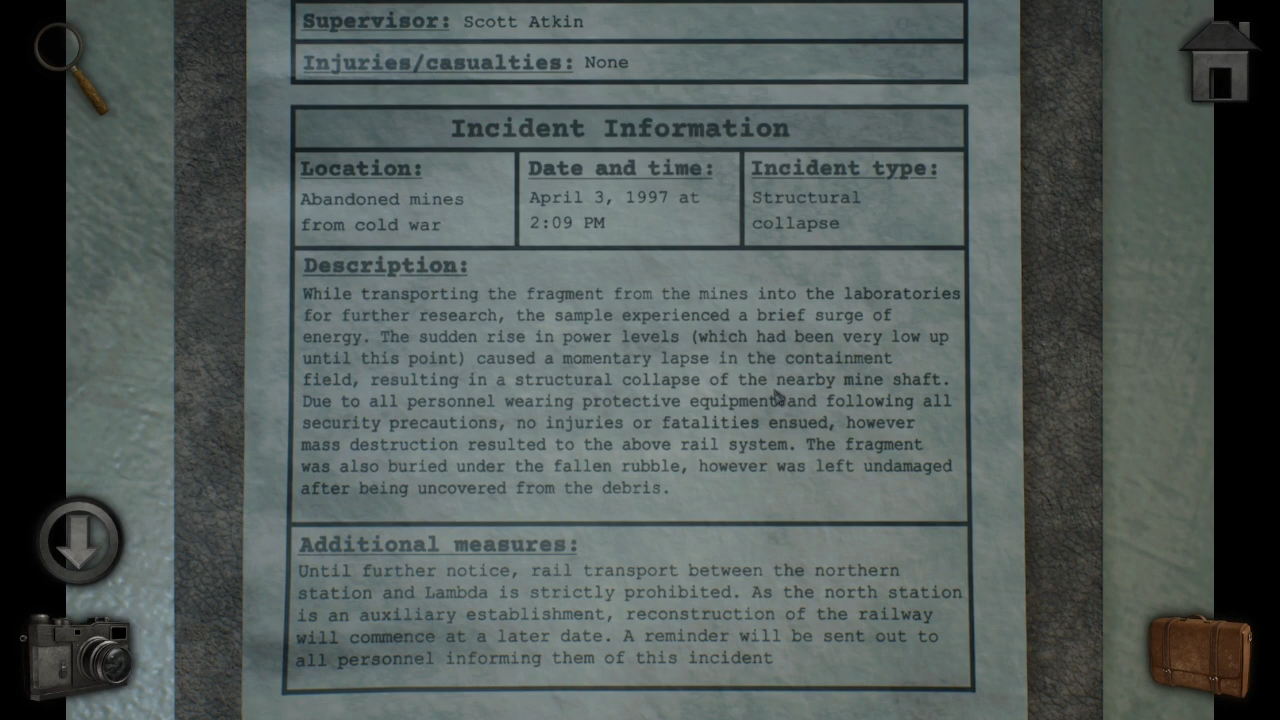 Supervisor: Scott Atkin
Injuries/casualties: None
Incident Information
Location:
Abandoned mines
from cold war
Date and time:
April 3, 1997 at
2:09 PM
Incident type:
Structural
collapse
Description:
While transporting the fragment from the mines into the laboratories
for further research, the sample experienced a brief surge of
energy. The sudden rise in power levels (which had been very low up
until this point) caused a momentary lapse in the containment
field, resulting in a structural collapse of the nearby mine shaft.
Due to all personnel wearing protective equipment and following all
security precautions, no injuries or fatalities ensued, however
mass destruction resulted to the above rail system. The fragment
was also buried under the fallen rubble, however was left undamaged
after being uncovered from the debris.
Additional measures:
Until further notice, rail transport between the northern
station and Lambda is strictly prohibited. As the north station
is an auxiliary establishment, reconstruction of the railway
will commence at a later date. A reminder will be sent out to
all personnel informing them of this incident